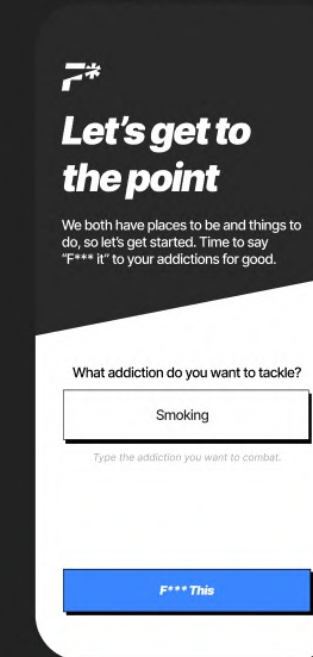 F*
Let's get to
the point
We both have places to be and things to
do, so let's get started. Time to say
“F*** it” to your addictions for good.
What addiction do you want to tackle?
Smoking
Type the addiction you want to combat.
F*** This